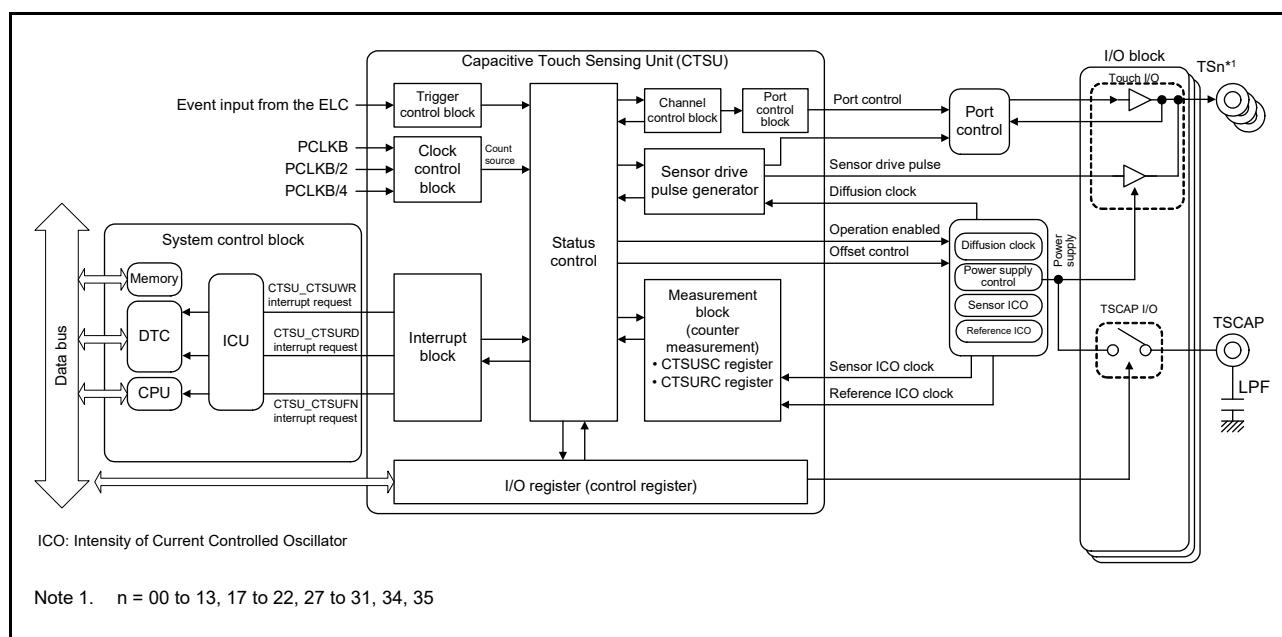 Capacitive Touch Sensing Unit (CTSU)
I/O block
TSn*1
Touch I/O
Event input from the ELC
Trigger
control block
Channel
control block
Port
control
block
Port control
Port
control
PCLKB
PCLKB/2
PCLKB/4
Clock
control
block
Count
source
Sensor drive
pulse generator
Sensor drive pulse
Diffusion clock
System control block
Status
control
Operation enabled
Offset control
Diffusion clock
Power supply
control
Sensor ICO
Reference ICO
Power
supply
Data bus
Memory
DTC
CPU
ICU
CTSU_CTSUWR
interrupt request
CTSU_CTSURD
interrupt request
CTSU_CTSUFN
interrupt request
Interrupt
block
Measurement
block
(counter
measurement)
• CTSUSC register
• CTSURC register
Sensor ICO clock
Reference ICO clock
TSCAP I/O
TSCAP
LPF
I/O register (control register)
ICO: Intensity of Current Controlled Oscillator
Note 1. n = 00 to 13, 17 to 22, 27 to 31, 34, 35